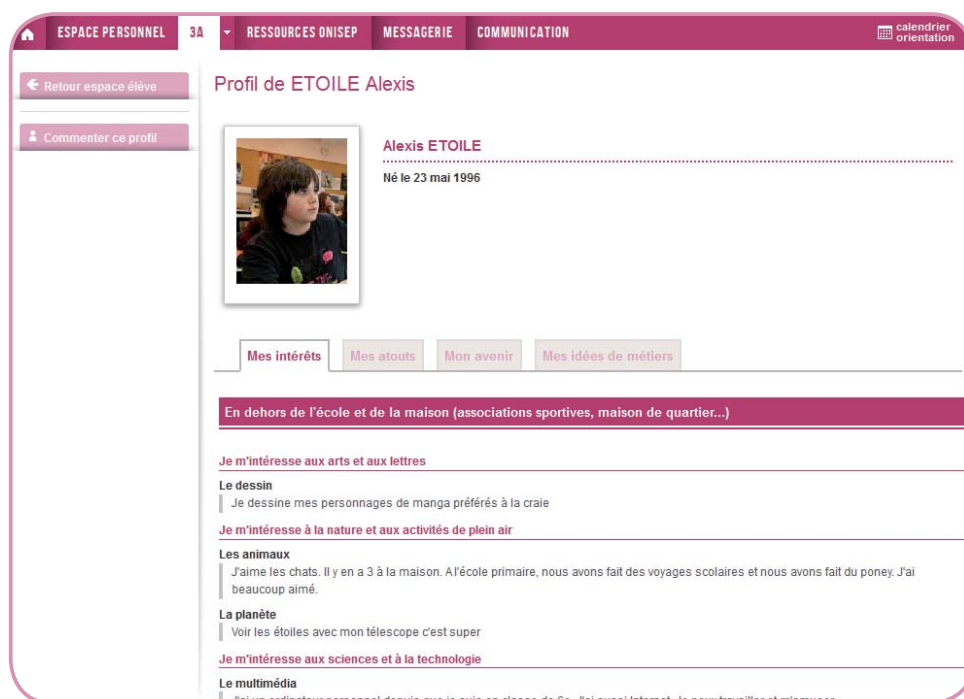 ESPACE PERSONNEL 3A RESSOURCES ONISEP MESSAGERIE COMMUNICATION calendrier
orientation
Retour espace élève
Commenter ce profil
Profil de ETOILE Alexis
Alexis ETOILE
Né le 23 mai 1996
Mes intérêts Mes atouts Mon avenir Mes idées de métiers
En dehors de l'école et de la maison (associations sportives, maison de quartier...)
Je m'intéresse aux arts et aux lettres
Le dessin
Je dessine mes personnages de manga préférés à la craie
Je m'intéresse à la nature et aux activités de plein air
Les animaux
J'aime les chats. Il y en a 3 à la maison. A l'école primaire, nous avons fait des voyages scolaires et nous avons fait du poney. J'ai
beaucoup aimé.
La planète
Voir les étoiles avec mon télescope c'est super
Je m'intéresse aux sciences et à la technologie
Le multimédia